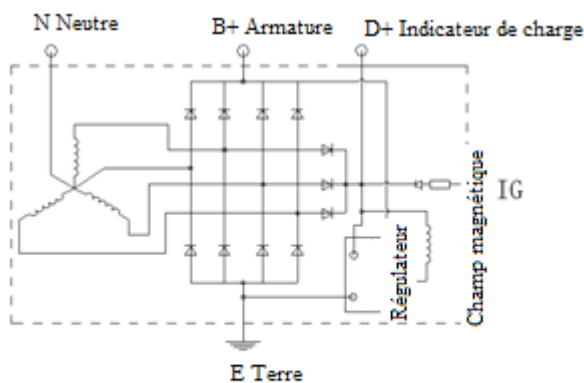 N Neutre
B+ Armature
D+ Indicateur de charge
IG
Régulateur
Champ magnétique
E Terre